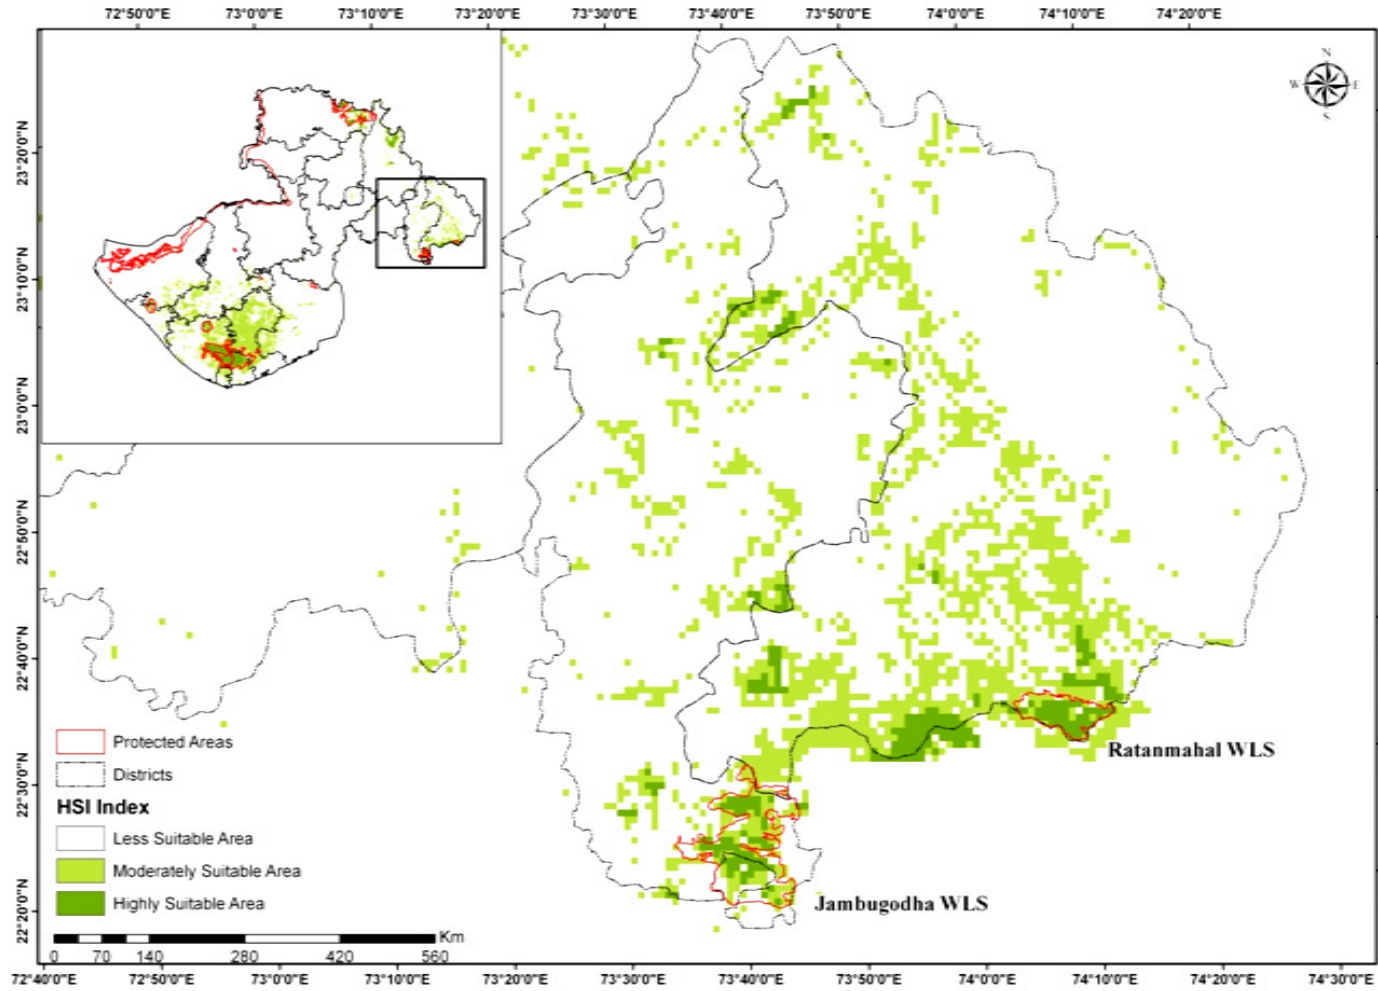 72°50'0"E 73°0'0"E 73°10'0"E 73°20'0"E 73°30'0"E 73°40'0"E 73°50'0"E 74°0'0"E 74°10'0"E 74°20'0"E
N
W E
S
23°20'0"N
23°10'0"N
23°0'0"N
22°50'0"N
22°40'0"N
22°30'0"N
22°20'0"N
Ratanmahal WLS
Jambugodha WLS
Protected Areas
Districts
HSI Index
Less Suitable Area
Moderately Suitable Area
Highly Suitable Area
Km
0 70 140 280 420 560
72°40'0"E 72°50'0"E 73°0'0"E 73°10'0"E 73°20'0"E 73°30'0"E 73°40'0"E 73°50'0"E 74°0'0"E 74°10'0"E 74°20'0"E 74°30'0"E